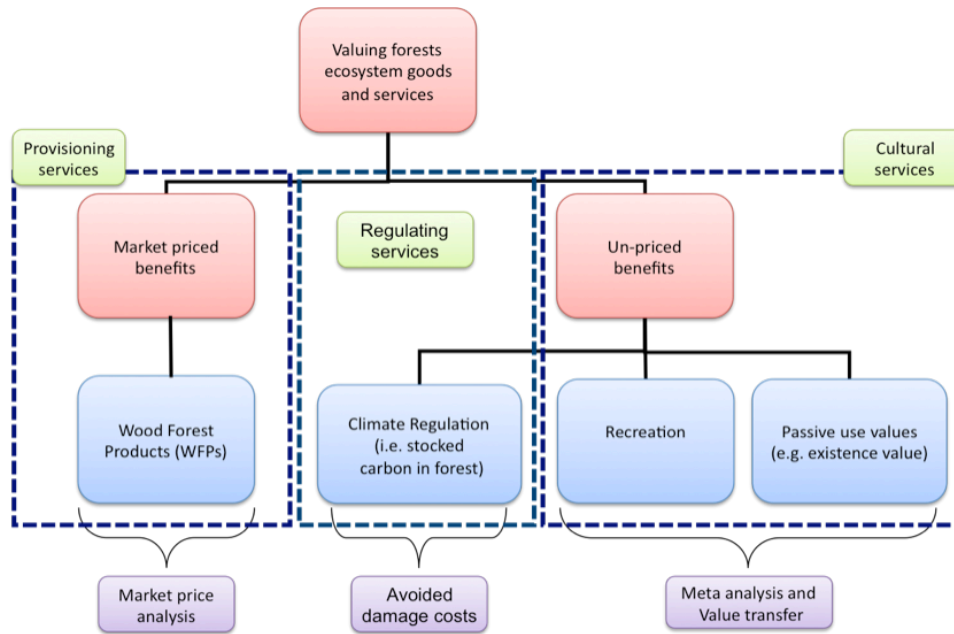 Valuing forests
ecosystem goods
and services
Provisioning
services
Cultural
services
Market priced
benefits
Regulating
services
Un-priced
benefits
Wood Forest
Products (WFPs)
Climate Regulation
(i.e. stocked
carbon in forest)
Recreation
Passive use values
(e.g. existence value)
Market price
analysis
Avoided
damage costs
Meta analysis and
Value transfer